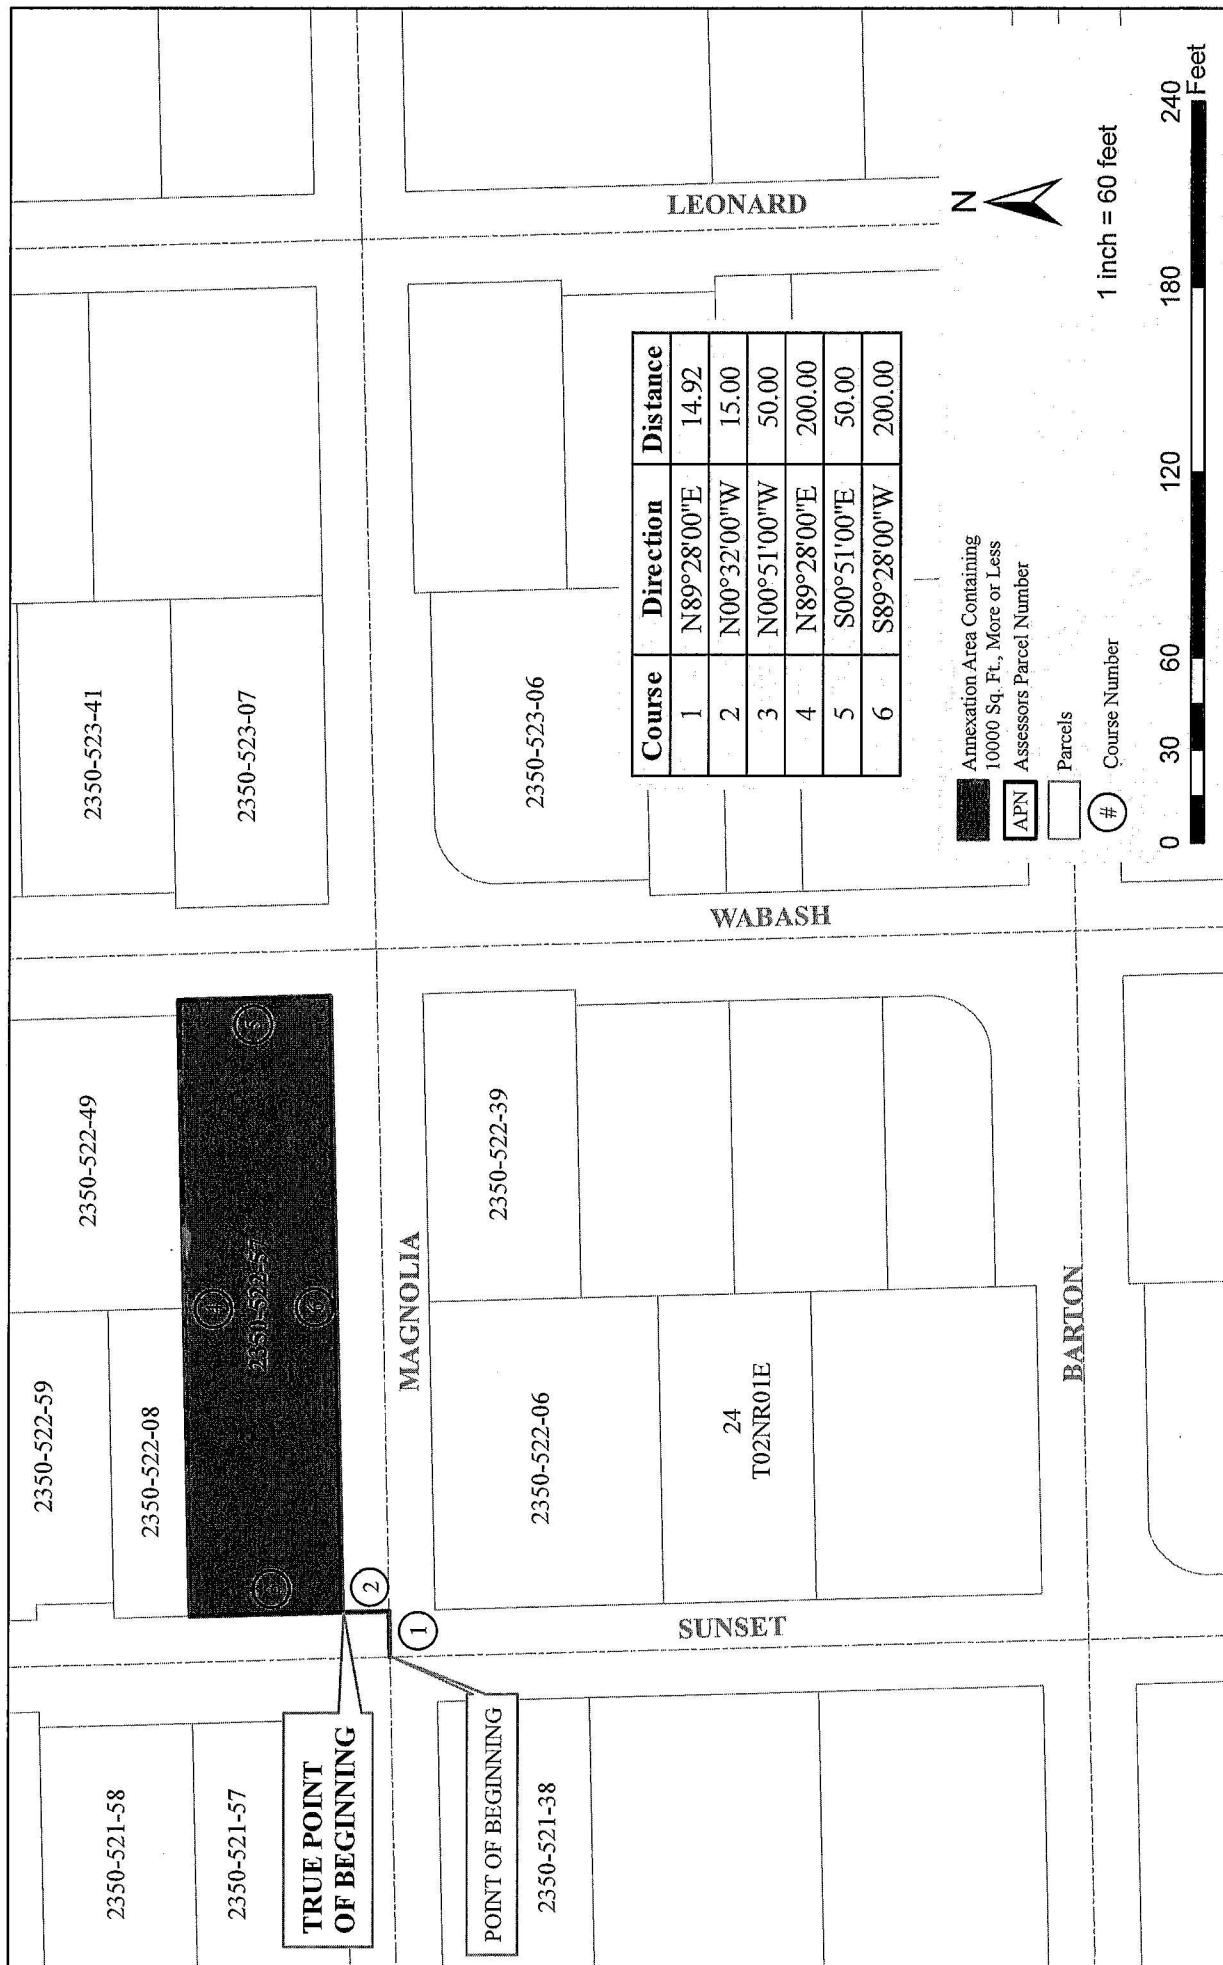 2350-521-58
2350-521-57
TRUE POINT
OF BEGINNING
POINT OF BEGINNING
2350-521-38
2350-522-59
2350-522-08
2350-522-49
4
6
2
1
MAGNOLIA
2350-522-06
24
T02NR01E
2350-522-39
SUNSET
BARTON
WABASH
2350-523-41
2350-523-07
2350-523-06
LEONARD
Course Direction Distance
1 N89°28'00"E 14.92
2 N00°32'00"W 15.00
3 N00°51'00"W 50.00
4 N89°28'00"E 200.00
5 S00°51'00"E 50.00
6 S89°28'00"W 200.00
Annexation Area Containing
10000 Sq. Ft., More or Less
APN Assessors Parcel Number
Parcels
# Course Number
N
1 inch = 60 feet
0 30 60 120 180 240
Feet